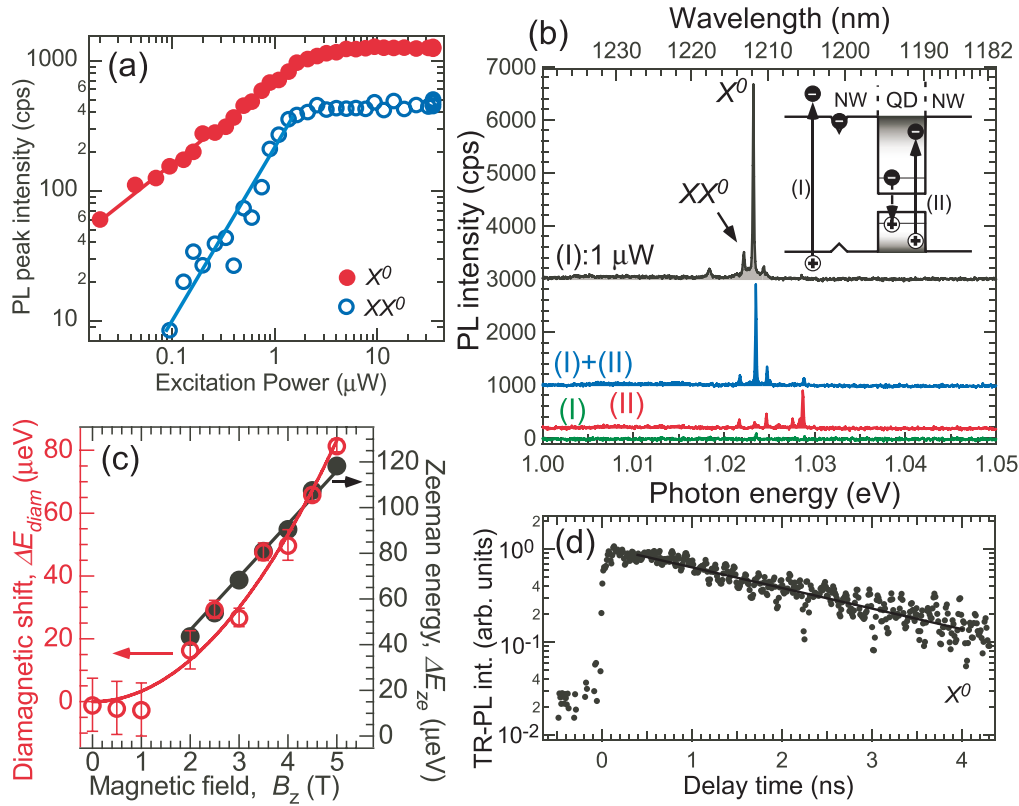 (a)
PL peak intensity (cps)
1000
6
4
2
100
6
4
2
10
X⁰
XX⁰
0.1
1
10
Excitation Power (μW)
(b)
Wavelength (nm)
1230
1220
1210
1200
1190
1182
PL intensity (cps)
7000
6000
5000
4000
3000
2000
1000
0
X⁰
XX⁰
(I):1 μW
(I)+(II)
(I)
(II)
NW
QD
NW
(I)
(II)
1.00
1.02
1.03
1.04
1.05
Photon energy (eV)
(c)
Diamagnetic shift, ΔE_diam (μeV)
80
60
40
20
0
Zeeman energy, ΔE_ze (μeV)
120
100
80
60
40
20
0
0
1
2
3
4
5
Magnetic field, B_z (T)
(d)
TR-PL int. (arb. units)
2
10⁰
6
4
2
10⁻¹
6
4
2
10⁻²
X⁰
0
1
2
3
4
Delay time (ns)